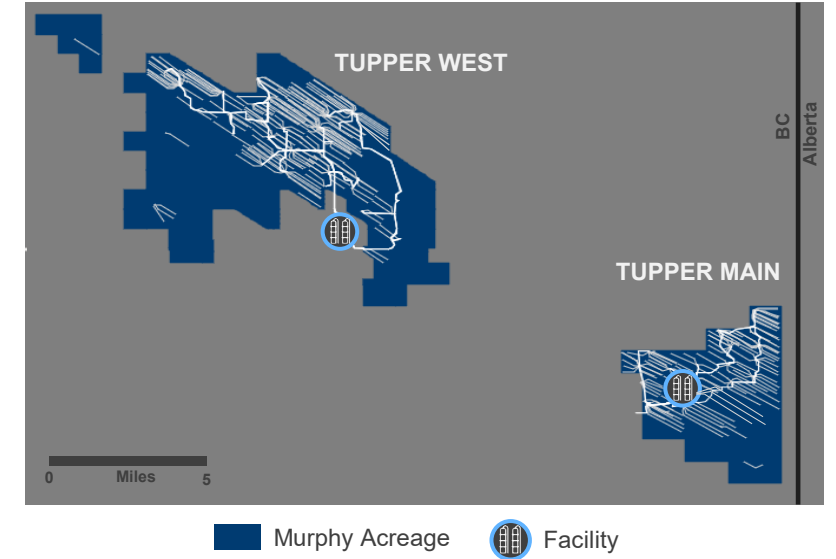 TUPPER WEST
BC
Alberta
TUPPER MAIN
0 Miles 5
Murphy Acreage Facility